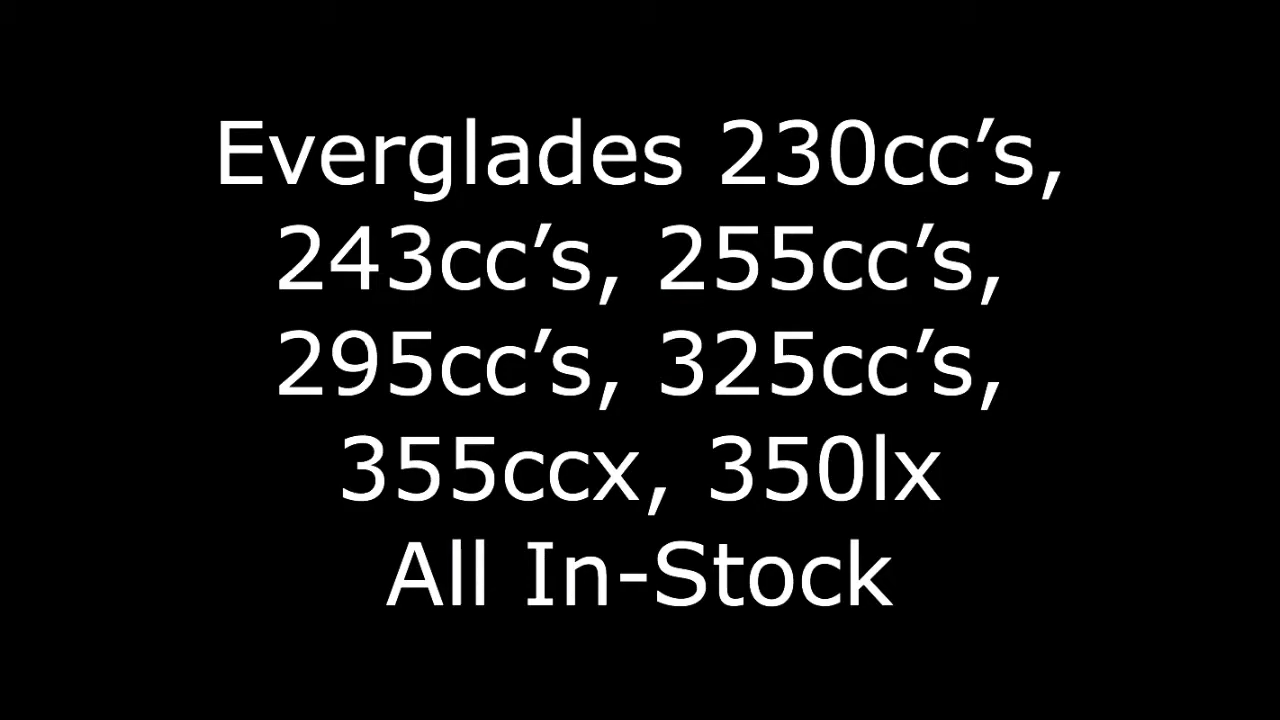 Everglades 230cc’s,
243cc’s, 255cc’s,
295cc’s, 325cc’s,
355ccx, 350lx
All In-Stock